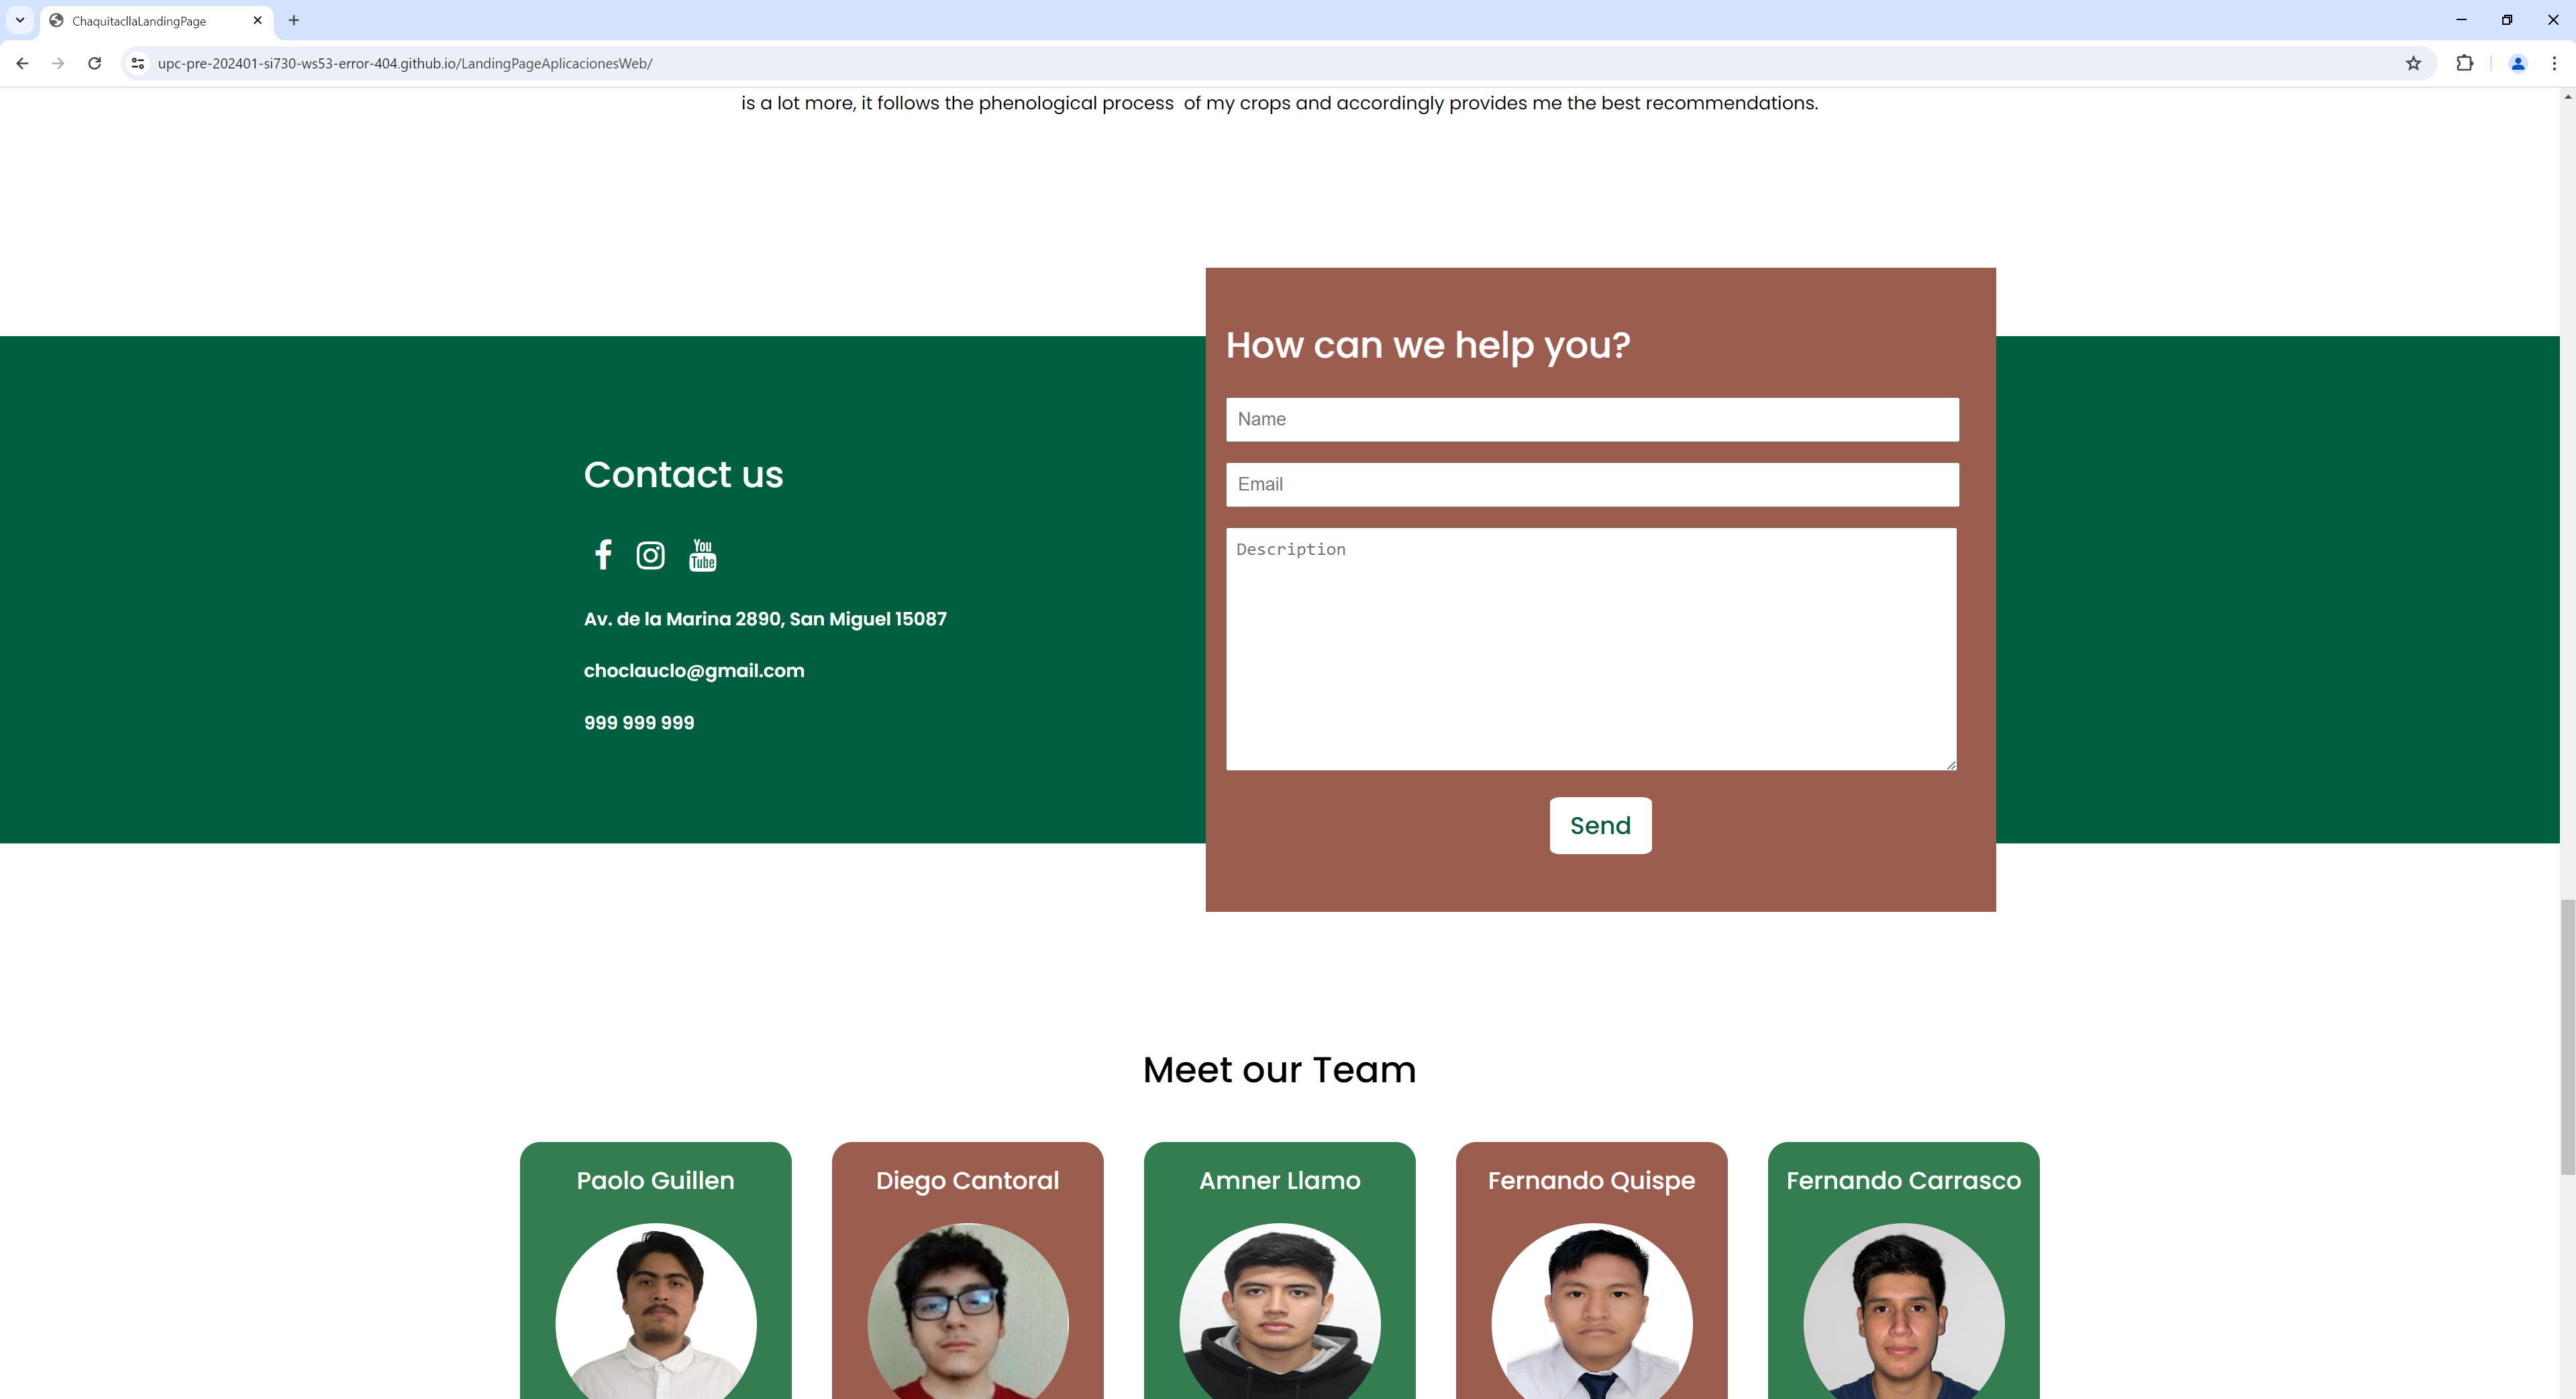 ChaquitacllaLandingPage
upc-pre-202401-si730-ws53-error-404.github.io/LandingPageAplicacionesWeb/
is a lot more, it follows the phenological process  of my crops and accordingly provides me the best recommendations.
How can we help you?
Name
Email
Description
Send
Contact us
You
Tube
Av. de la Marina 2890, San Miguel 15087
choclauclo@gmail.com
999 999 999
Meet our Team
Paolo Guillen
Diego Cantoral
Amner Llamo
Fernando Quispe
Fernando Carrasco